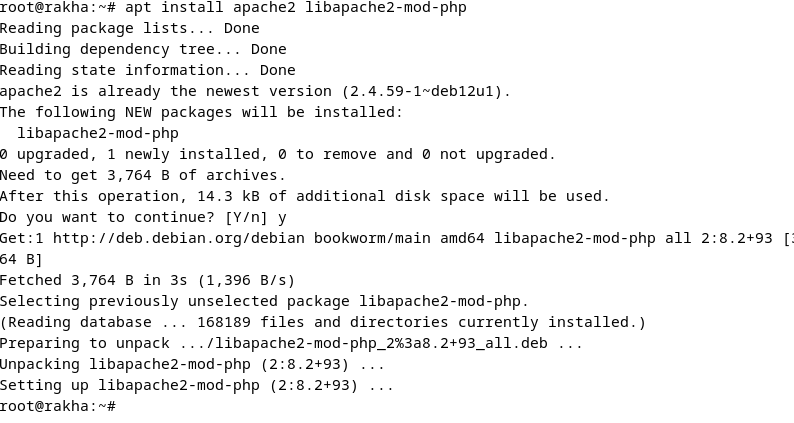 root@rakha:~# apt install apache2 libapache2-mod-php
Reading package lists... Done
Building dependency tree... Done
Reading state information... Done
apache2 is already the newest version (2.4.59-1~deb12u1).
The following NEW packages will be installed:
  libapache2-mod-php
0 upgraded, 1 newly installed, 0 to remove and 0 not upgraded.
Need to get 3,764 B of archives.
After this operation, 14.3 kB of additional disk space will be used.
Do you want to continue? [Y/n] y
Get:1 http://deb.debian.org/debian bookworm/main amd64 libapache2-mod-php all 2:8.2+93 [
64 B]
Fetched 3,764 B in 3s (1,396 B/s)
Selecting previously unselected package libapache2-mod-php.
(Reading database ... 168189 files and directories currently installed.)
Preparing to unpack .../libapache2-mod-php_2%3a8.2+93_all.deb ...
Unpacking libapache2-mod-php (2:8.2+93) ...
Setting up libapache2-mod-php (2:8.2+93) ...
root@rakha:~#